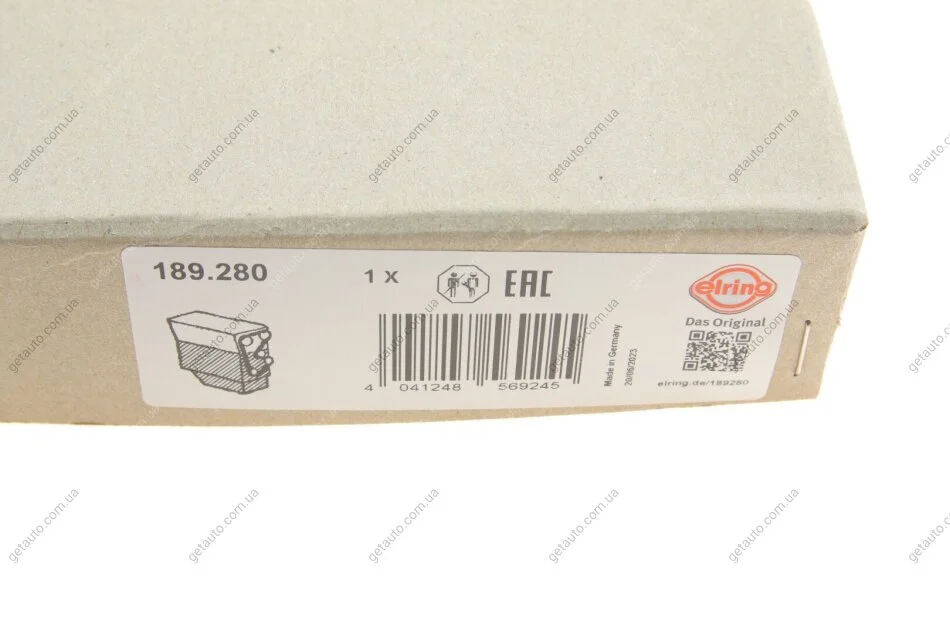 189.280
1 X
EAC
elring
Das Original
4 041248 569245
Made in Germany
20/06/2023
elring.de/189280
getauto.com.ua